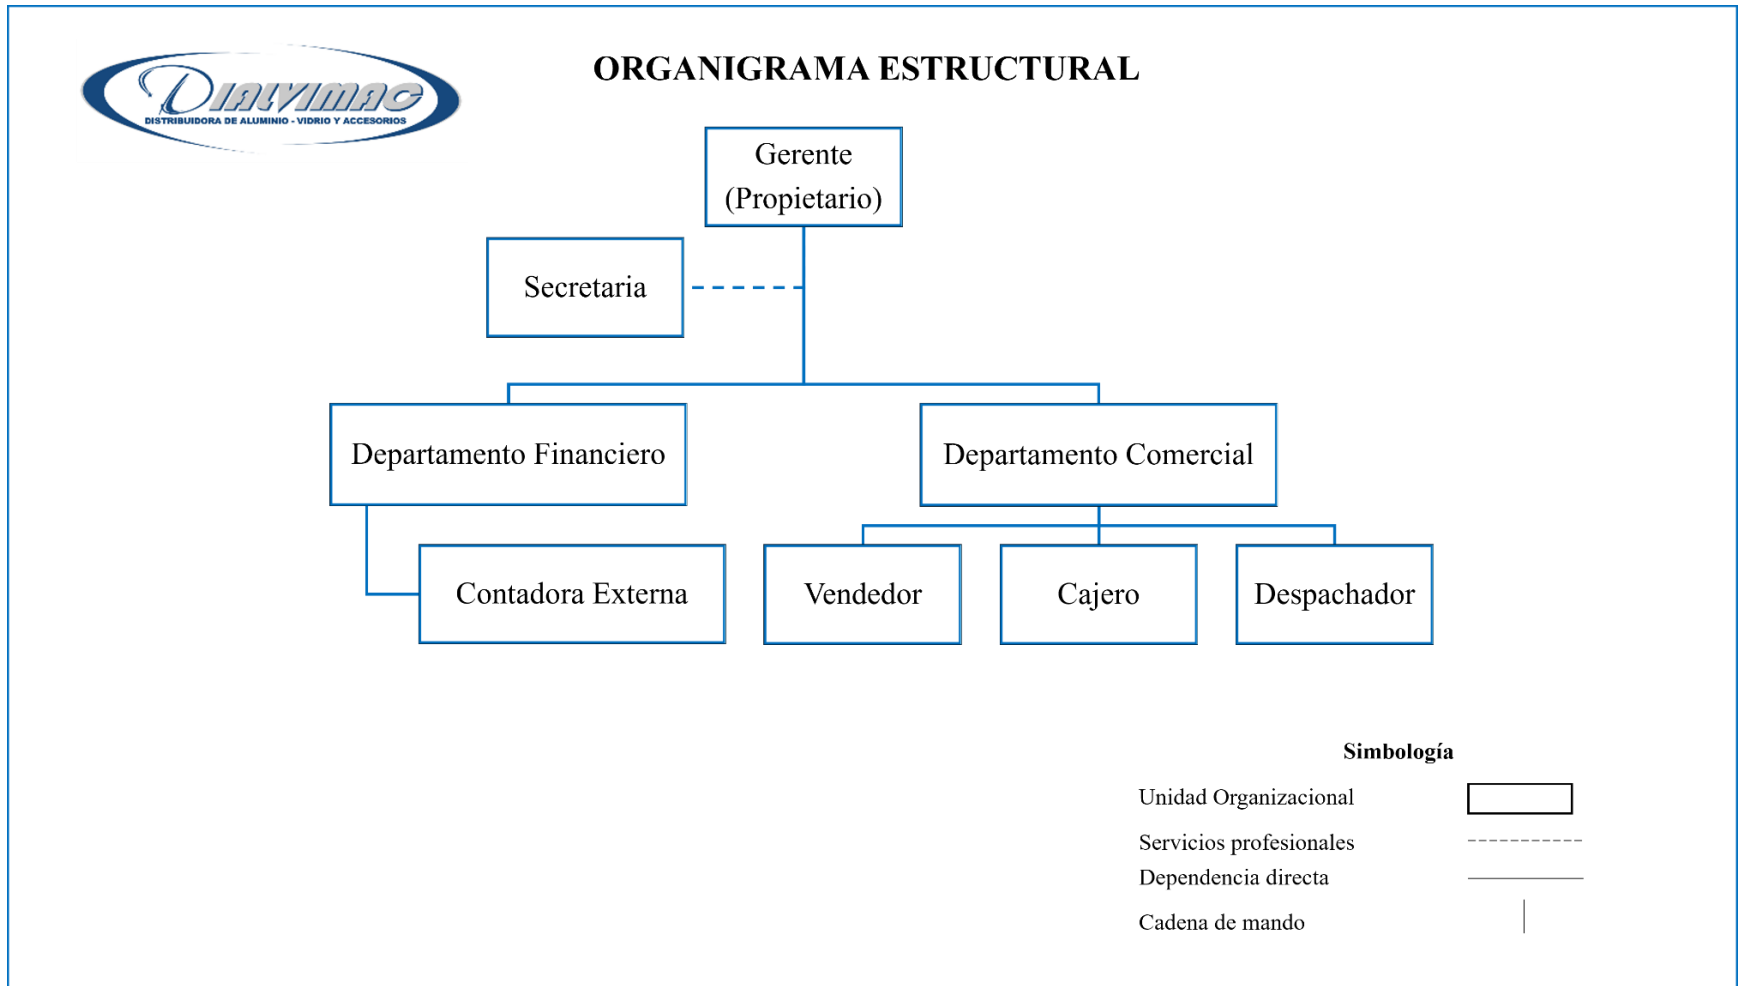 DIALVIMAC
DISTRIBUIDORA DE ALUMINIO - VIDRIO Y ACCESORIOS
ORGANIGRAMA ESTRUCTURAL
Gerente
(Propietario)
Secretaria
Departamento Financiero
Departamento Comercial
Contadora Externa
Vendedor
Cajero
Despachador
Simbología
Unidad Organizacional
Servicios profesionales
Dependencia directa
Cadena de mando